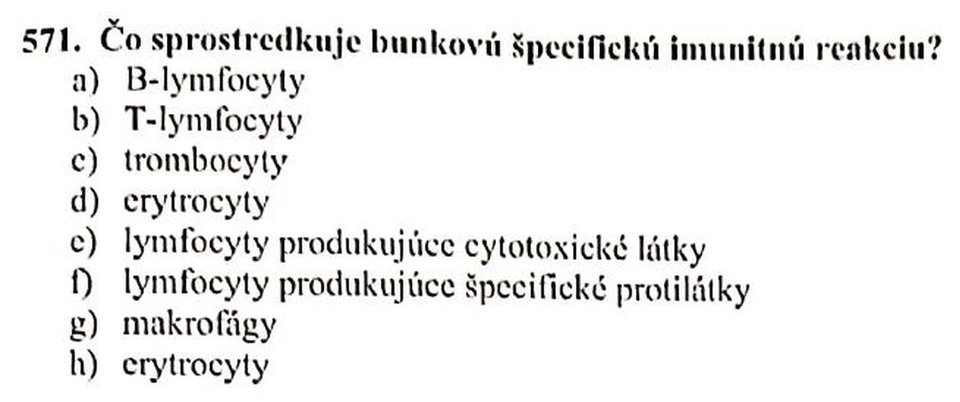 571. Čo sprostredkuje bunkovú špecifickú imunitnú reakciu?
a) B-lymfocyty
b) T-lymfocyty
c) trombocyty
d) erytrocyty
e) lymfocyty produkujúce cytotoxické látky
f) lymfocyty produkujúce špecifické protilátky
g) makrofágy
h) erytrocyty